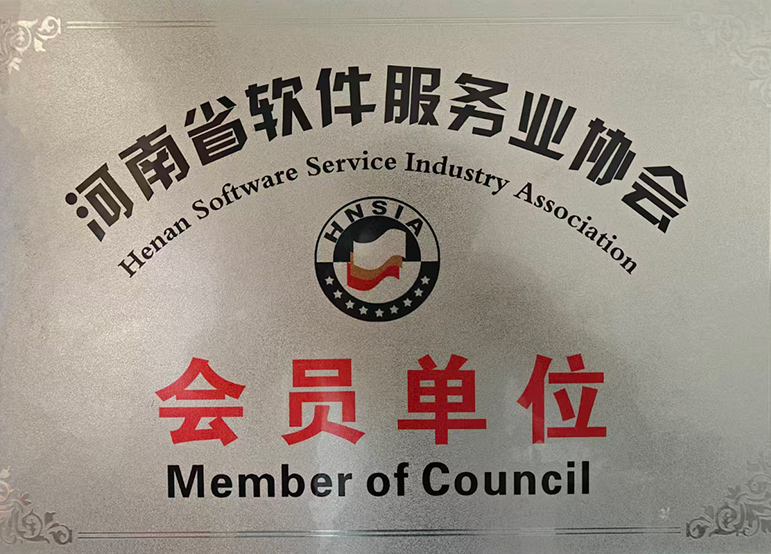 河南省软件服务业协会
Henan Software Service Industry Association
HNSIA
会员单位
Member of Council